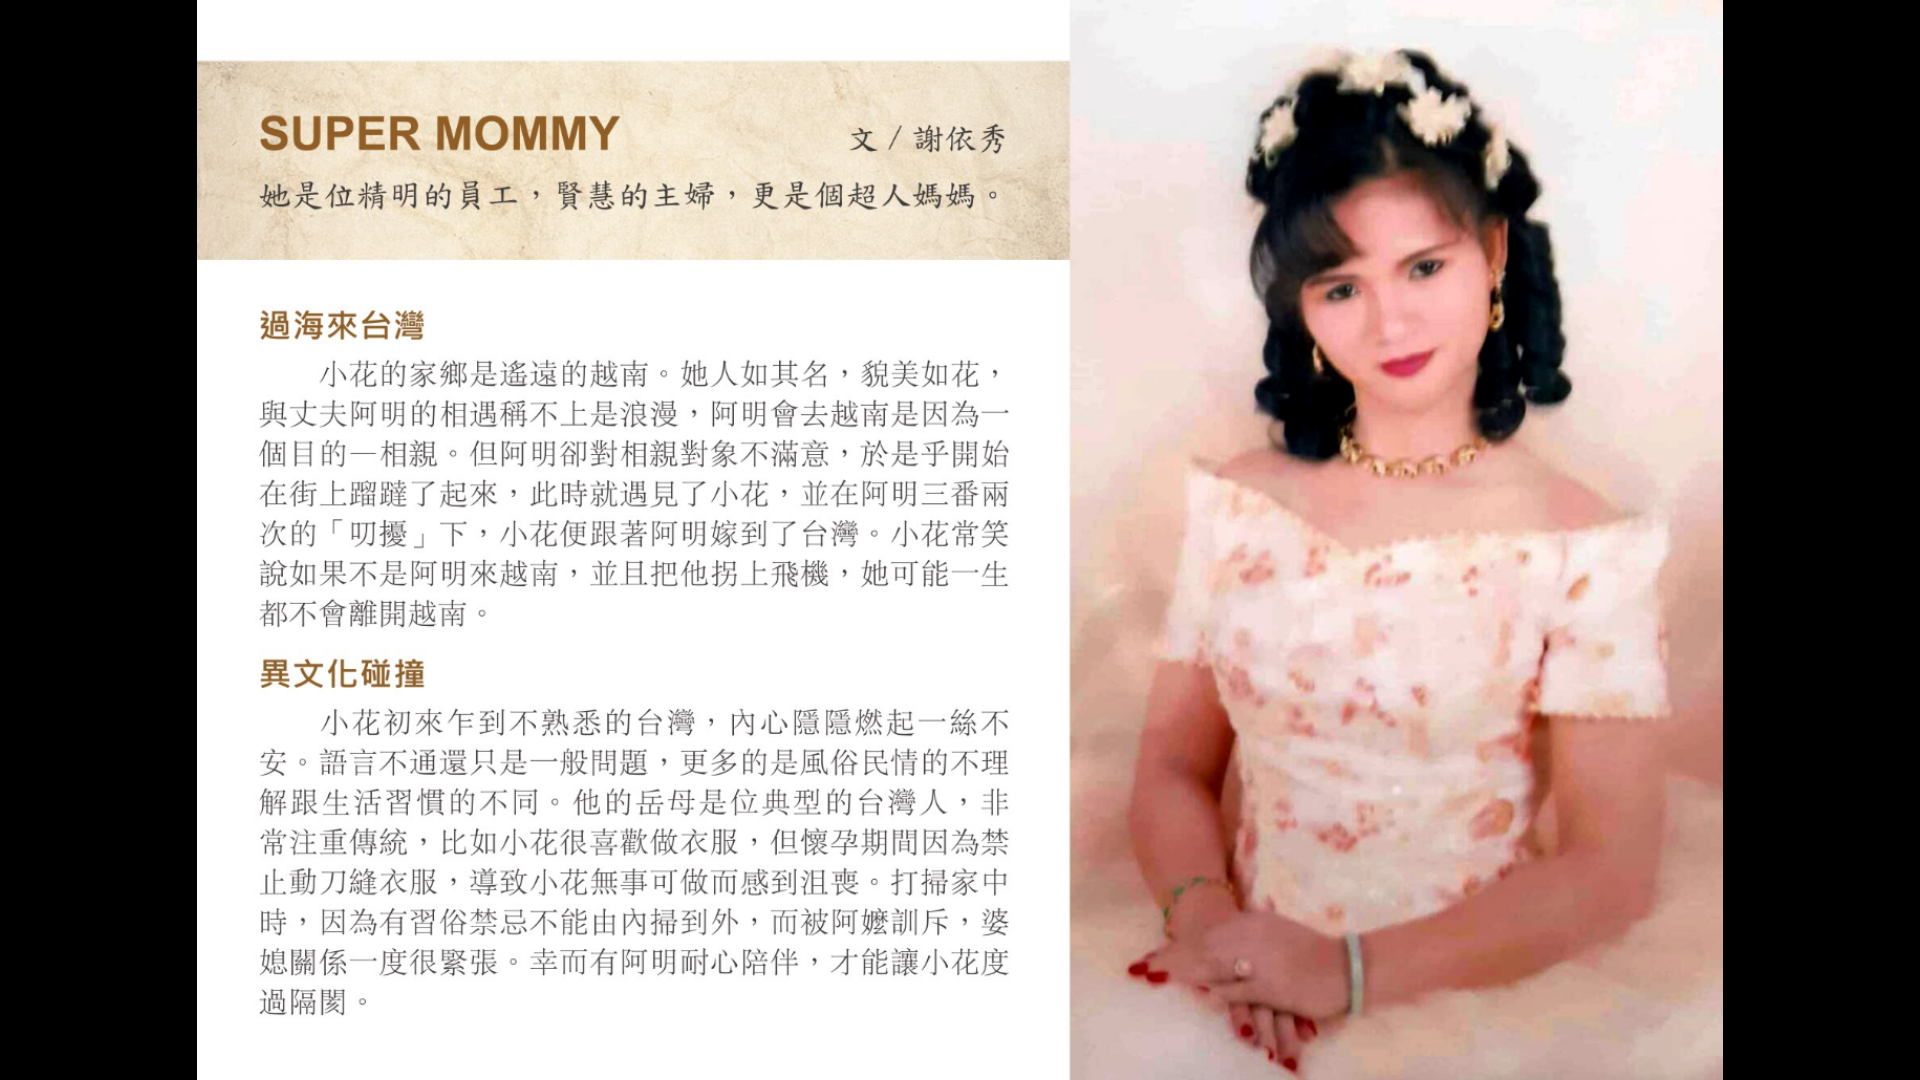 SUPER MOMMY
文 / 謝依秀
她是位精明的員工，賢慧的主婦，更是個超人媽媽。
過海來台灣
小花的家鄉是遙遠的越南。她人如其名，貌美如花，
與丈夫阿明的相遇稱不上是浪漫，阿明會去越南是因為一
個目的—相親。但阿明卻對相親對象不滿意，於是乎開始
在街上蹓躂了起來，此時就遇見了小花，並在阿明三番兩
次的「叨擾」下，小花便跟著阿明嫁到了台灣。小花常笑
說如果不是阿明來越南，並且把他拐上飛機，她可能一生
都不會離開越南。
異文化碰撞
小花初來乍到不熟悉的台灣，內心隱隱燃起一絲不
安。語言不通還只是一般問題，更多的是風俗民情的不理
解跟生活習慣的不同。他的岳母是位典型的台灣人，非
常注重傳統，比如小花很喜歡做衣服，但懷孕期間因為禁
止動刀縫衣服，導致小花無事可做而感到沮喪。打掃家中
時，因為有習俗禁忌不能由內掃到外，而被阿嬤訓斥，婆
媳關係一度很緊張。幸而有阿明耐心陪伴，才能讓小花度
過隔閡。